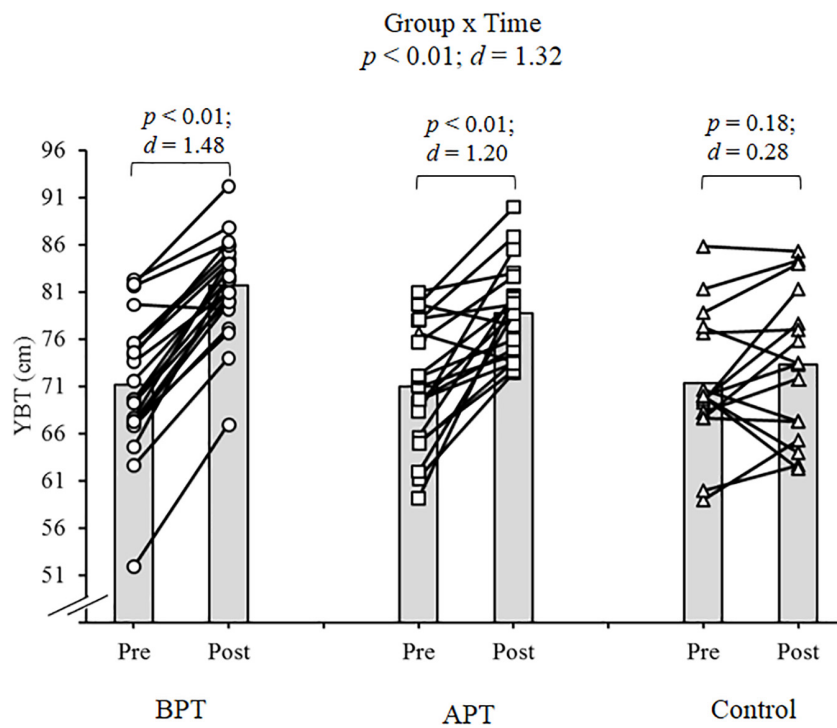 Group x Time
p < 0.01; d = 1.32
p < 0.01;
d = 1.48
p < 0.01;
d = 1.20
p = 0.18;
d = 0.28
YBT (cm)
96
91
86
81
76
71
66
61
56
51
Pre Post Pre Post Pre Post
BPT APT Control